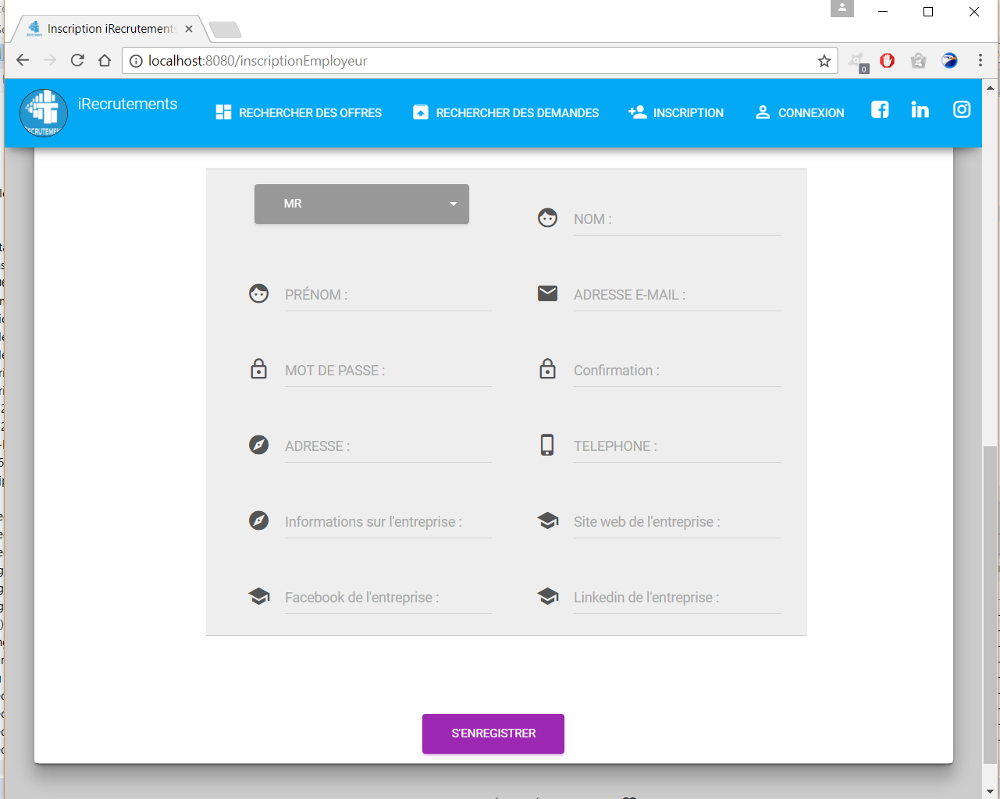 Inscription iRecrutements
localhost:8080/inscriptionEmployeur
0
iRecrutements
RECHERCHER DES OFFRES
RECHERCHER DES DEMANDES
INSCRIPTION
CONNEXION
MR
NOM :
PRÉNOM :
ADRESSE E-MAIL :
MOT DE PASSE :
Confirmation :
ADRESSE :
TELEPHONE :
Informations sur l'entreprise :
Site web de l'entreprise :
Facebook de l'entreprise :
Linkedin de l'entreprise :
S'ENREGISTRER